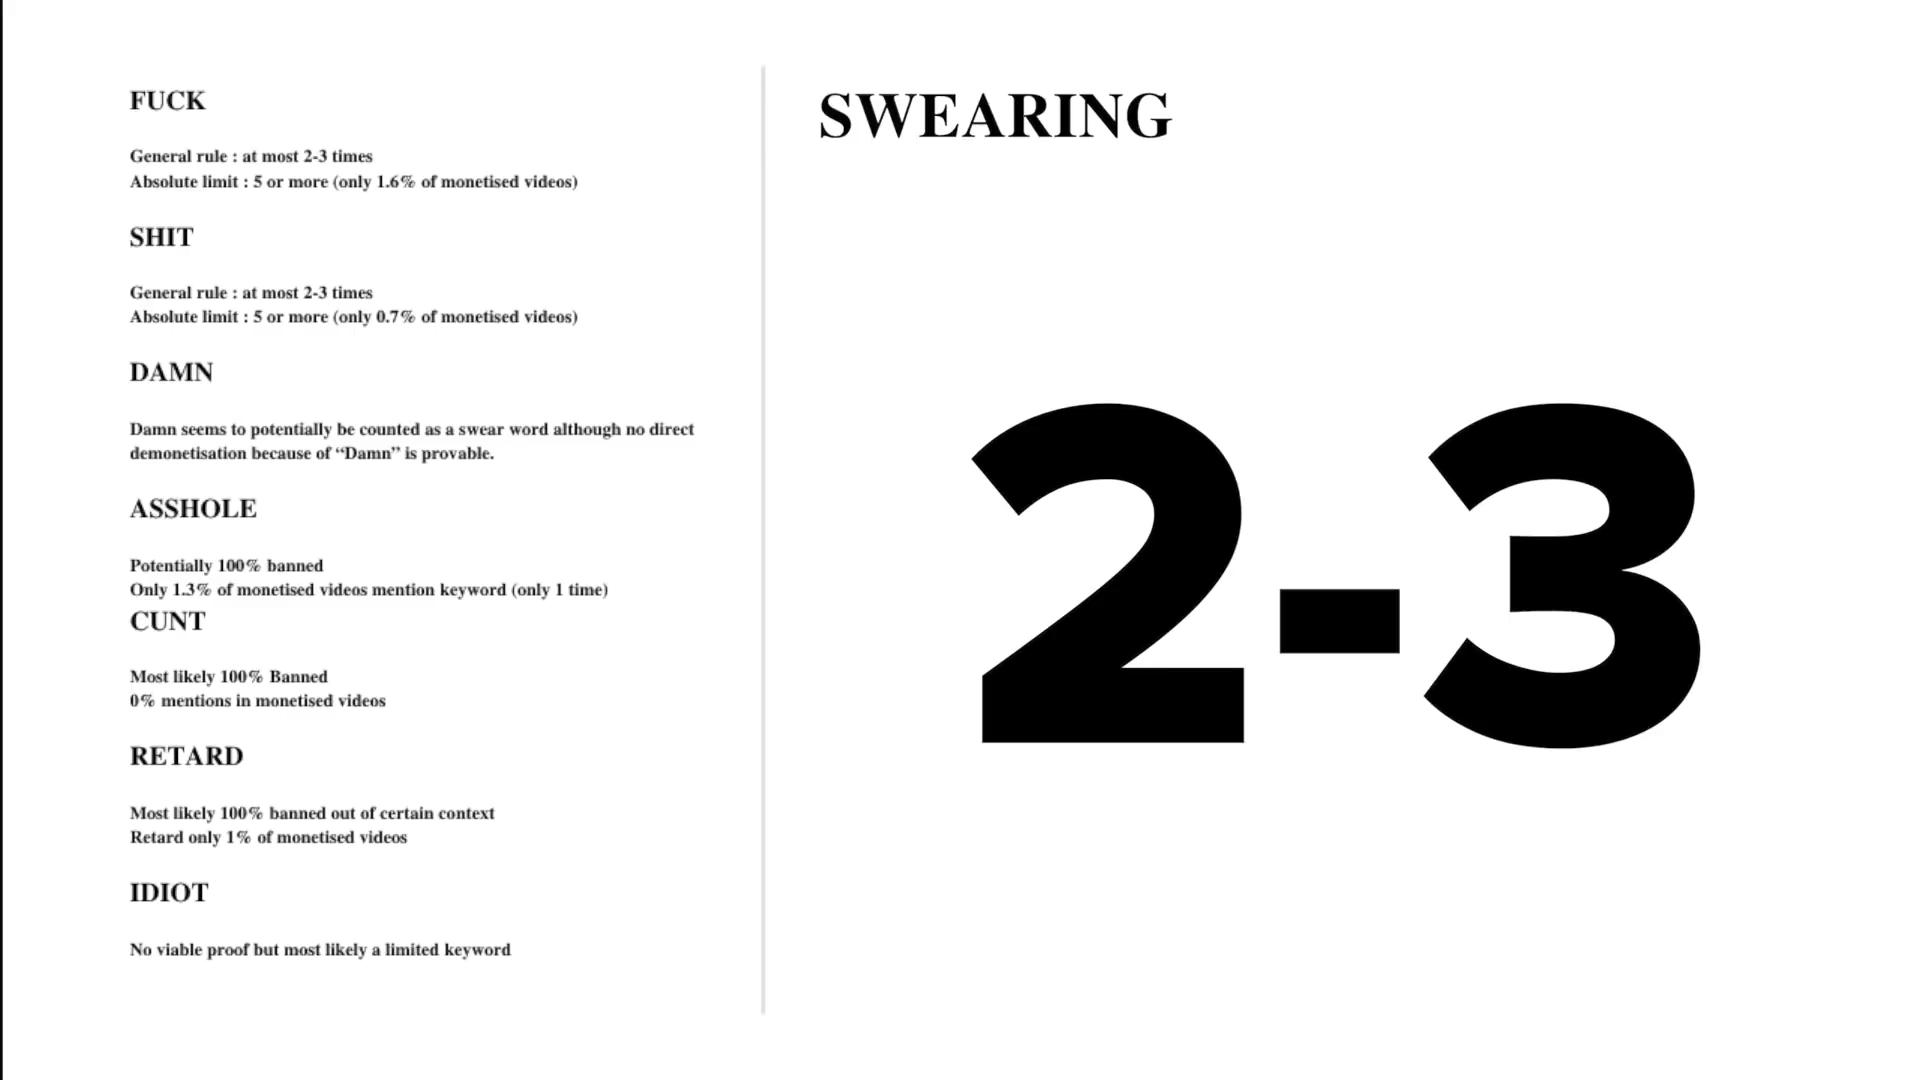 FUCK
General rule : at most 2-3 times
Absolute limit : 5 or more (only 1.6% of monetised videos)
SHIT
General rule : at most 2-3 times
Absolute limit : 5 or more (only 0.7% of monetised videos)
DAMN
Damn seems to potentially be counted as a swear word although no direct
demonetisation because of “Damn” is provable.
ASSHOLE
Potentially 100% banned
Only 1.3% of monetised videos mention keyword (only 1 time)
CUNT
Most likely 100% Banned
0% mentions in monetised videos
RETARD
Most likely 100% banned out of certain context
Retard only 1% of monetised videos
IDIOT
No viable proof but most likely a limited keyword
SWEARING
2-3